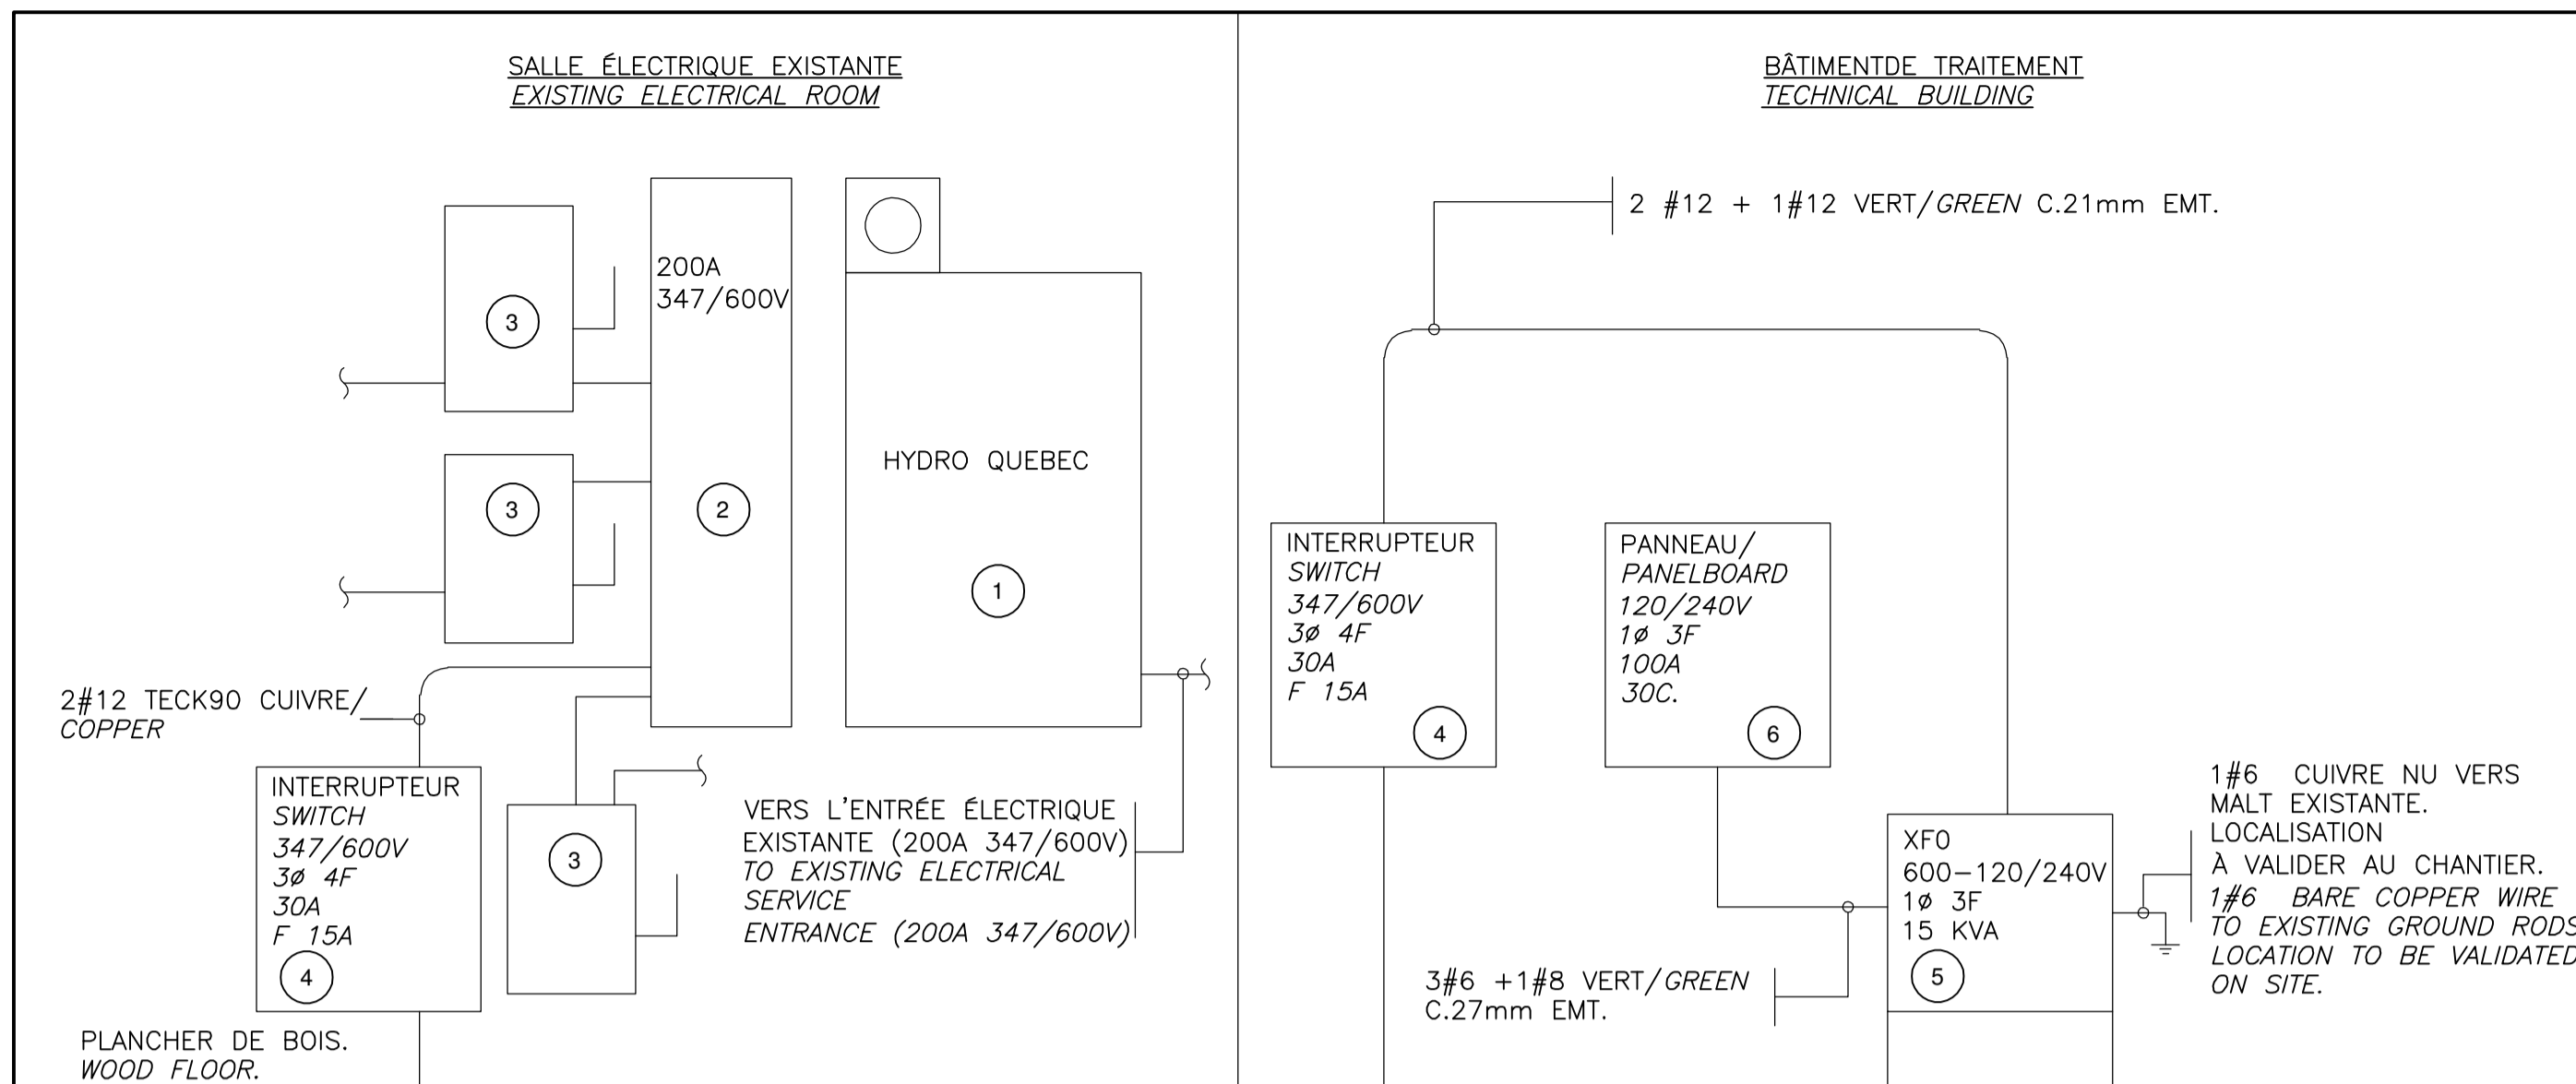 SALLE ÉLECTRIQUE EXISTANTE
EXISTING ELECTRICAL ROOM
3
200A
347/600V
3
2
HYDRO QUEBEC
1
2#12 TECK90 CUIVRE/
COPPER
INTERRUPTEUR
SWITCH
347/600V
3ø 4F
30A
F 15A
4
3
VERS L'ENTRÉE ÉLECTRIQUE
EXISTANTE (200A 347/600V)
TO EXISTING ELECTRICAL
SERVICE
ENTRANCE (200A 347/600V)
PLANCHER DE BOIS.
WOOD FLOOR.
BÂTIMENTDE TRAITEMENT
TECHNICAL BUILDING
2 #12 + 1#12 VERT/GREEN C.21mm EMT.
INTERRUPTEUR
SWITCH
347/600V
3ø 4F
30A
F 15A
4
PANNEAU/
PANELBOARD
120/240V
1ø 3F
100A
30C.
6
XFO
600-120/240V
1ø 3F
15 KVA
5
3#6 +1#8 VERT/GREEN
C.27mm EMT.
1#6 CUIVRE NU VERS
MALT EXISTANTE.
LOCALISATION
À VALIDER AU CHANTIER.
1#6 BARE COPPER WIRE
TO EXISTING GROUND RODS
LOCATION TO BE VALIDATED
ON SITE.